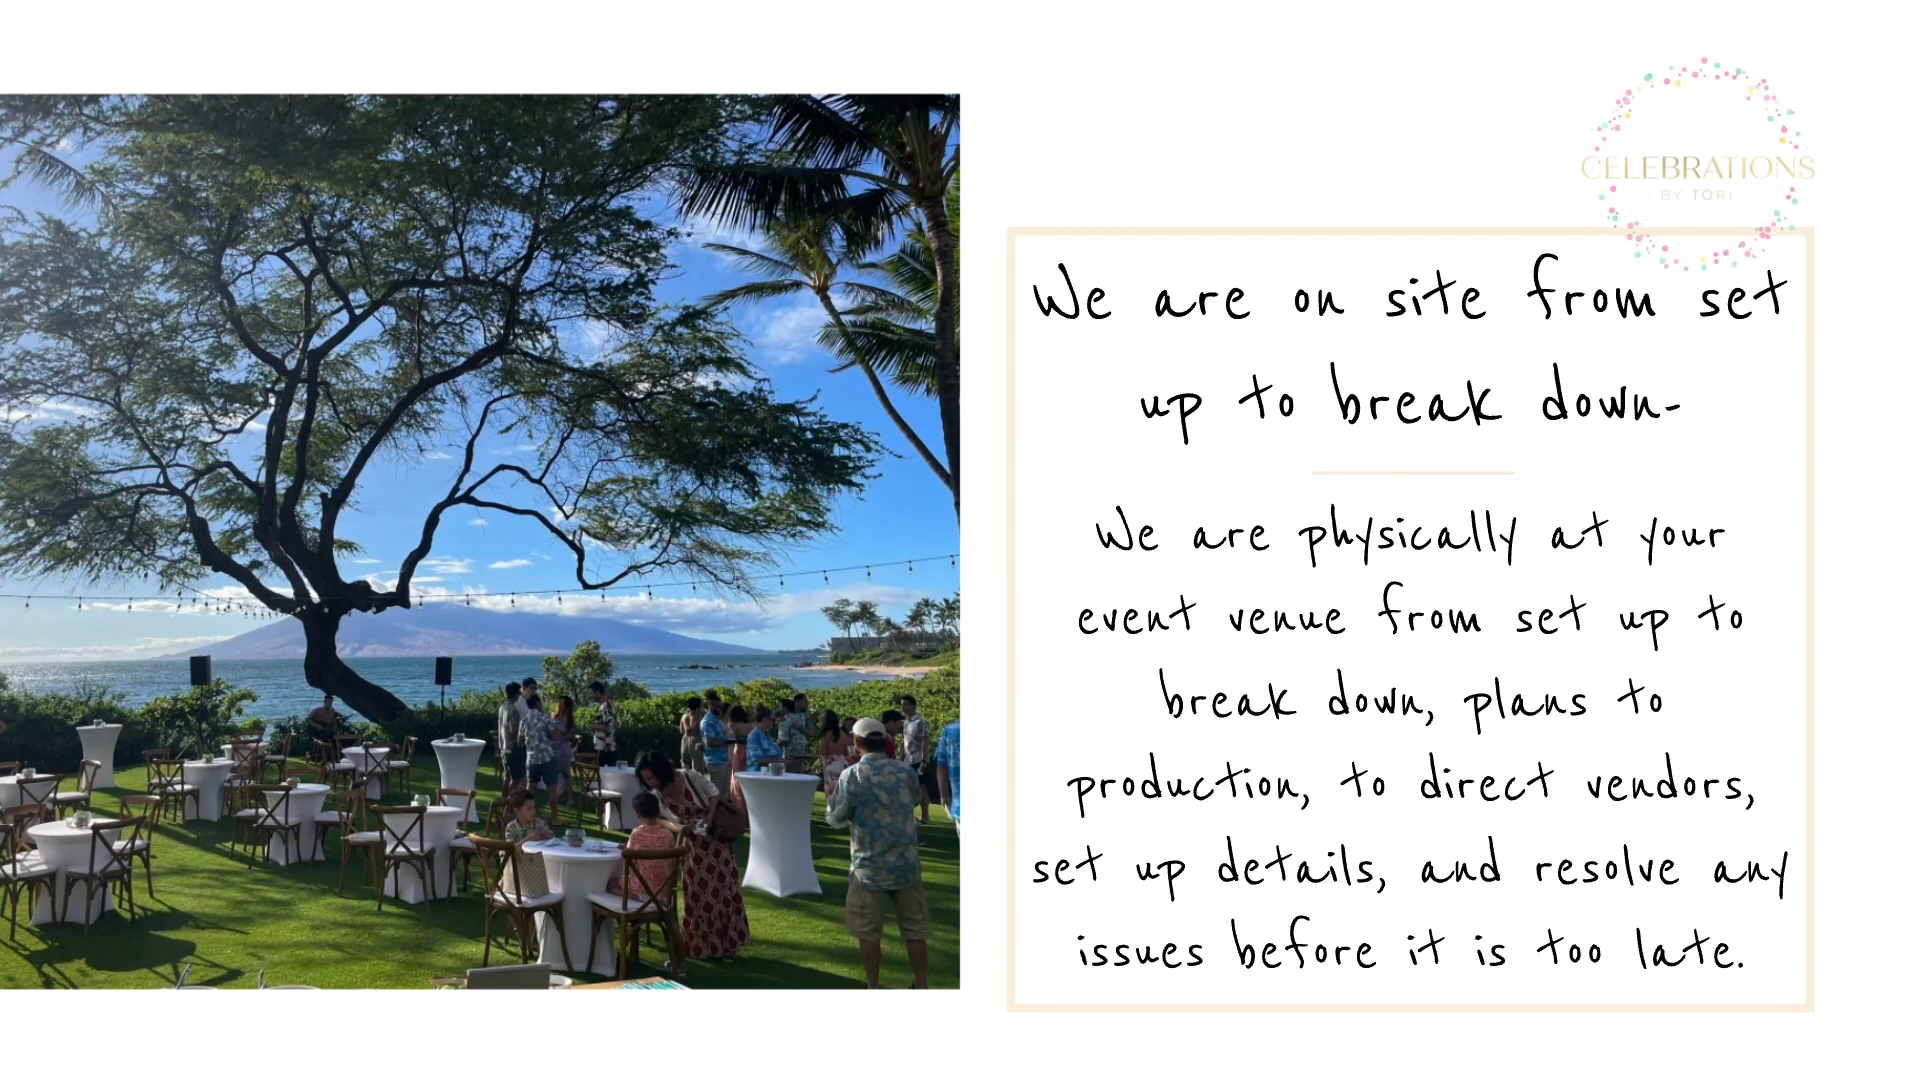 CELEBRATIONS
BY TORI
We are on site from set
up to break down-
We are physically at your
event venue from set up to
break down, plans to
production, to direct vendors,
set up details, and resolve any
issues before it is too late.